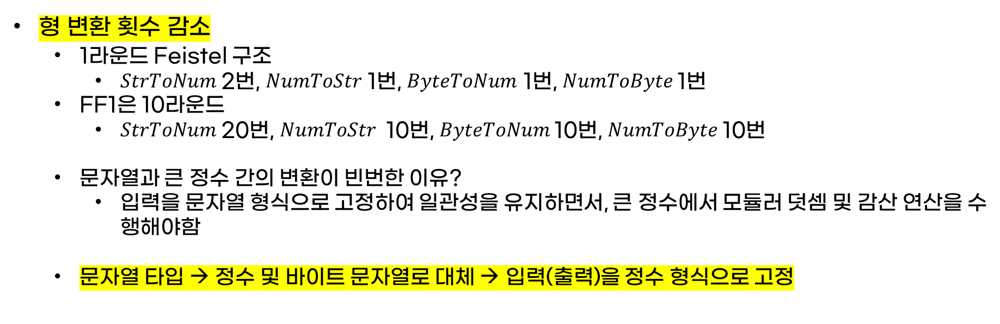 • 형 변환 횟수 감소
• 1라운드 Feistel 구조
• StrToNum 2번, NumToStr 1번, ByteToNum 1번, NumToByte 1번
• FF1은 10라운드
• StrToNum 20번, NumToStr 10번, ByteToNum 10번, NumToByte 10번
• 문자열과 큰 정수 간의 변환이 빈번한 이유?
• 입력을 문자열 형식으로 고정하여 일관성을 유지하면서, 큰 정수에서 모듈러 덧셈 및 감산 연산을 수
행해야함
• 문자열 타입 → 정수 및 바이트 문자열로 대체 → 입력(출력)을 정수 형식으로 고정